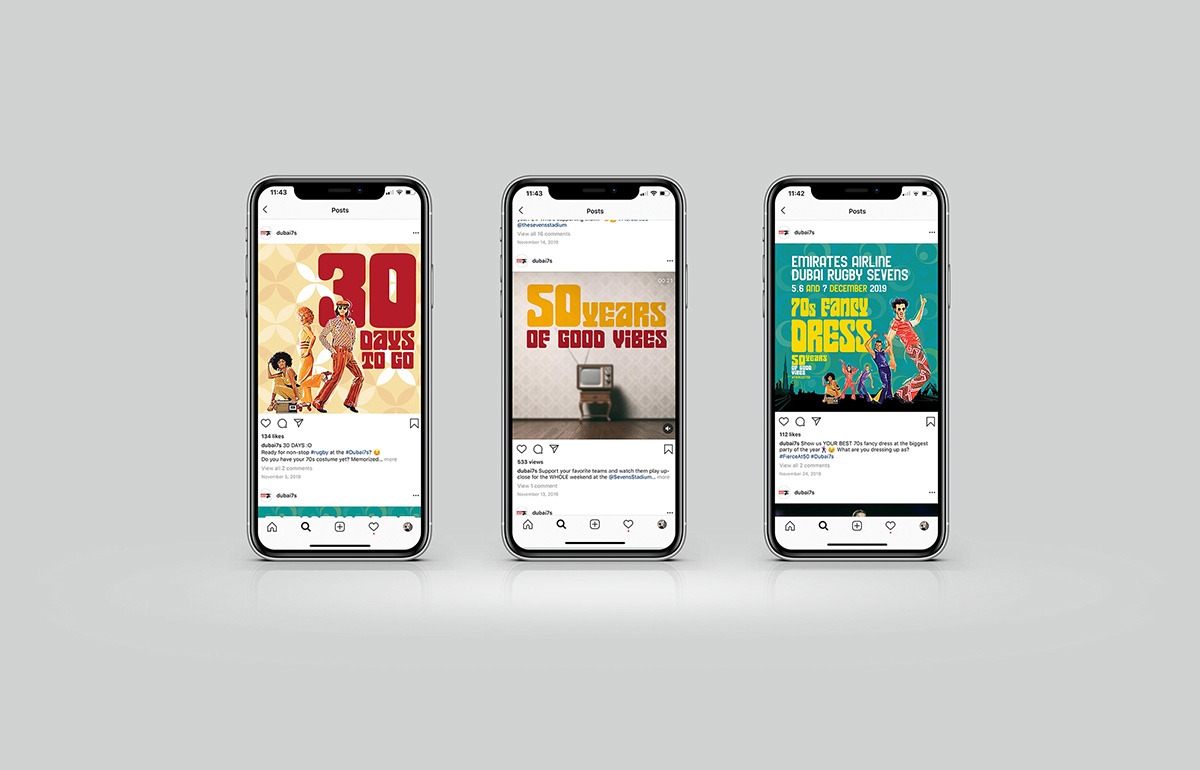 11:43
Posts
dubai7s
30
DAYS
TO GO
134 likes
dubai7s 30 DAYS :O
Ready for non-stop #rugby at the #Dubai7s?
Do you have your 70s costume yet? Memorized... more
View all 2 comments
November 5, 2019
dubai7s
11:43
Posts
@thesevensstadium
View all 16 comments
November 14, 2019
dubai7s
00:21
50 YEARS
OF GOOD VIBES
533 views
dubai7s Support your favorite teams and watch them play up-
close for the WHOLE weekend at the @SevensStadium... more
View 1 comment
November 13, 2019
dubai7s
11:42
Posts
dubai7s
EMIRATES AIRLINE
DUBAI RUGBY SEVENS
5,6 AND 7 DECEMBER 2019
70s FANCY
DRESS
50 YEARS
OF GOOD
VIBES
112 likes
dubai7s Show us YOUR BEST 70s fancy dress at the biggest
party of the year What are you dressing up as?
#FierceAt50 #Dubai7s
View all 2 comments
November 24, 2019
dubai7s